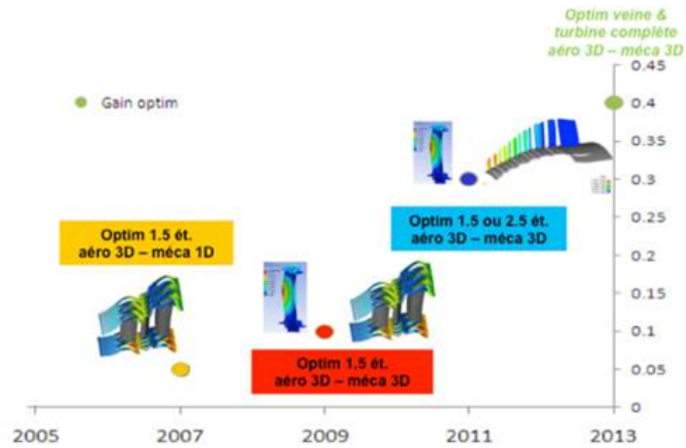 Optim veine &
turbine complète
aéro 3D – méca 3D
0.45
Gain optim
0.4
0.35
0.3
Optim 1.5 ét.
aéro 3D – méca 1D
Optim 1.5 ou 2.5 ét.
aéro 3D – méca 3D
0.25
0.2
0.15
0.1
Optim 1.5 ét.
aéro 3D – méca 3D
0.05
0
2005 2007 2009 2011 2013